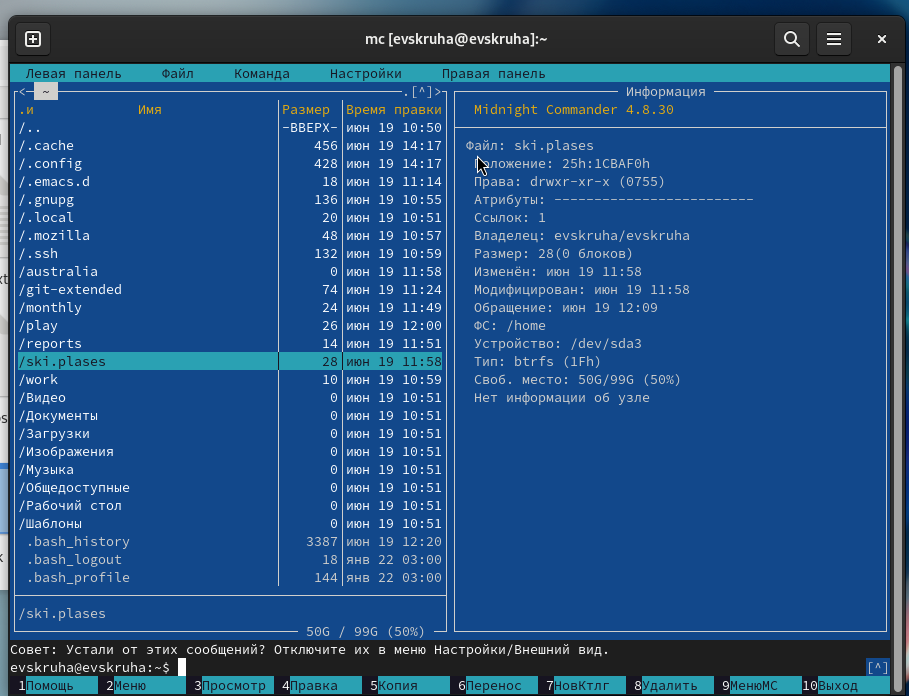 mc [evskruha@evskruha]:~
Левая панель Файл Команда Настройки Правая панель
<─ ~ ─.[^]>
.и Имя Размер Время правки
/.. -ВВЕРХ- июн 19 10:50
/.cache 456 июн 19 14:17
/.config 428 июн 19 14:17
/.emacs.d 18 июн 19 11:14
/.gnupg 136 июн 19 10:55
/.local 20 июн 19 10:51
/.mozilla 48 июн 19 10:57
/.ssh 132 июн 19 10:59
/australia 0 июн 19 11:58
/git-extended 74 июн 19 11:24
/monthly 24 июн 19 11:49
/play 26 июн 19 12:00
/reports 14 июн 19 11:51
/ski.plases 28 июн 19 11:58
/work 10 июн 19 10:59
/Видео 0 июн 19 10:51
/Документы 0 июн 19 10:51
/Загрузки 0 июн 19 10:51
/Изображения 0 июн 19 10:51
/Музыка 0 июн 19 10:51
/Общедоступные 0 июн 19 10:51
/Рабочий стол 0 июн 19 10:51
/Шаблоны 0 июн 19 10:51
.bash_history 3387 июн 19 12:20
.bash_logout 18 янв 22 03:00
.bash_profile 144 янв 22 03:00
/ski.plases
50G / 99G (50%)
Информация
Midnight Commander 4.8.30
Файл: ski.plases
25h:1CBAF0h
Права: drwxr-xr-x (0755)
Атрибуты: -------------------------
Ссылок: 1
Владелец: evskruha/evskruha
Размер: 28(0 блоков)
Изменён: июн 19 11:58
Модифицирован: июн 19 11:58
Обращение: июн 19 12:09
ФС: /home
Устройство: /dev/sda3
Тип: btrfs (1Fh)
Своб. место: 50G/99G (50%)
Нет информации об узле
Совет: Устали от этих сообщений? Отключите их в меню Настройки/Внешний вид.
evskruha@evskruha:~$ [^]
1Помощь 2Меню 3Просмотр 4Правка 5Копия 6Перенос 7НовКтлг 8Удалить 9МенюMC 10Выход